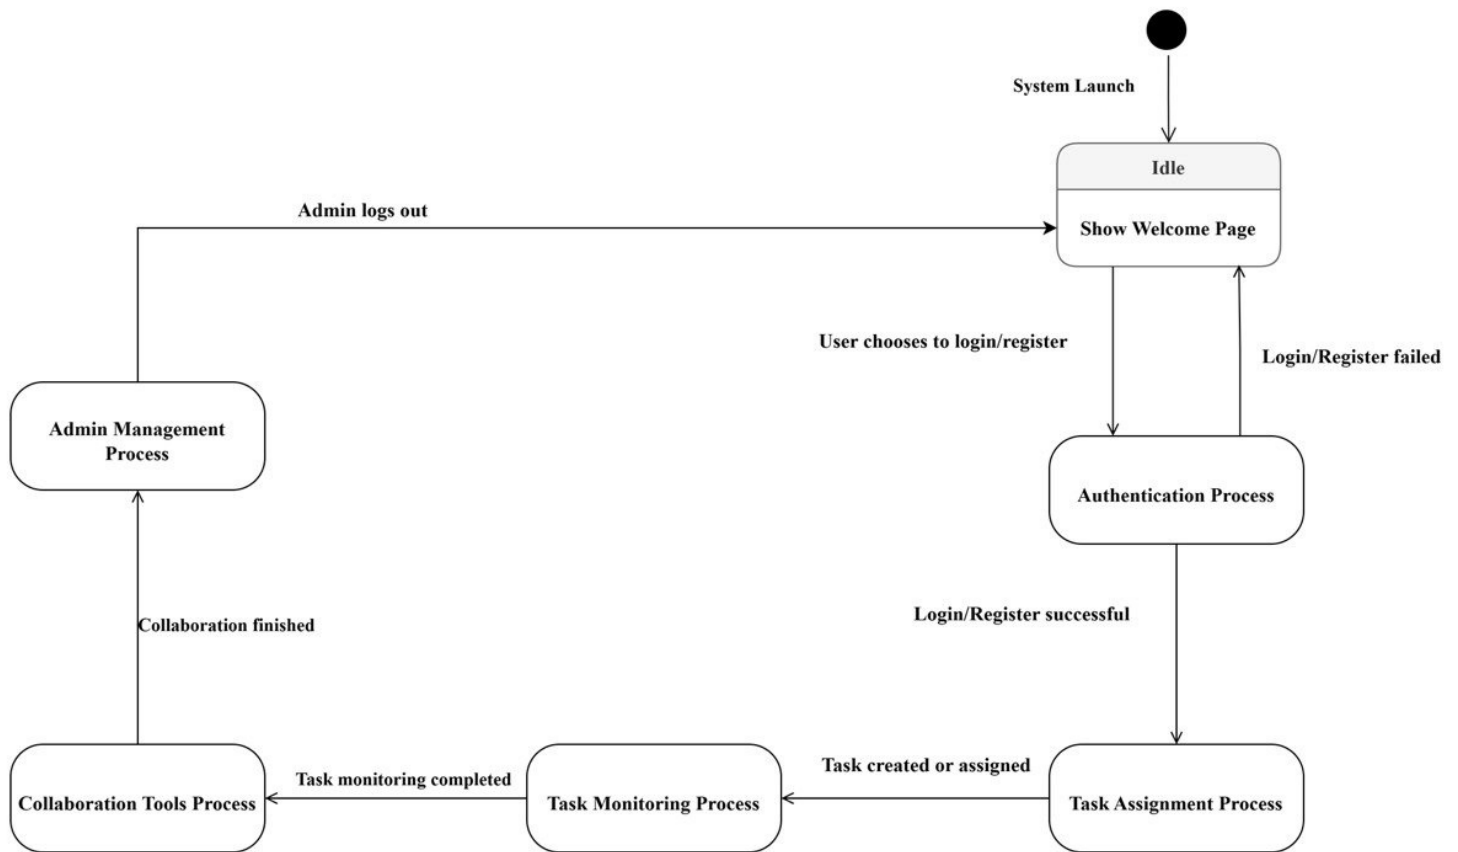 System Launch
Idle
Admin logs out
Show Welcome Page
User chooses to login/register
Login/Register failed
Admin Management
Process
Authentication Process
Login/Register successful
Collaboration finished
Task created or assigned
Task monitoring completed
Collaboration Tools Process
Task Monitoring Process
Task Assignment Process